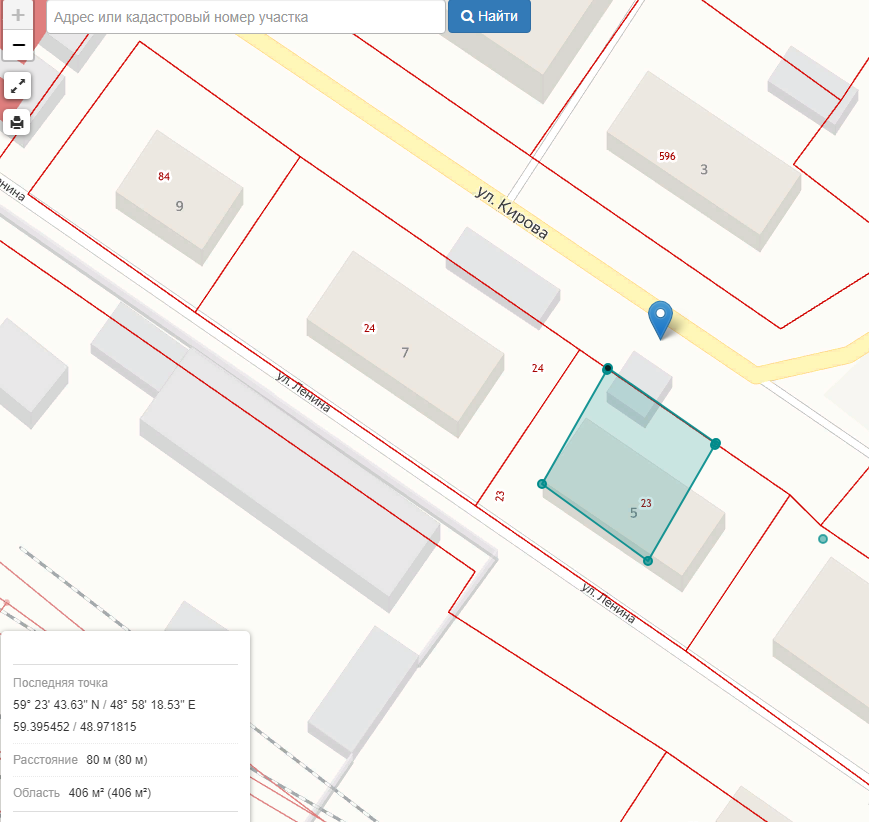 +
Адрес или кадастровый номер участка
Найти
−
596
3
84
9
ул. Кирова
24
7
24
ул. Ленина
23
23
5
ул. Ленина
Последняя точка
59° 23' 43.63" N / 48° 58' 18.53" E
59.395452 / 48.971815
Расстояние 80 м (80 м)
Область 406 м² (406 м²)